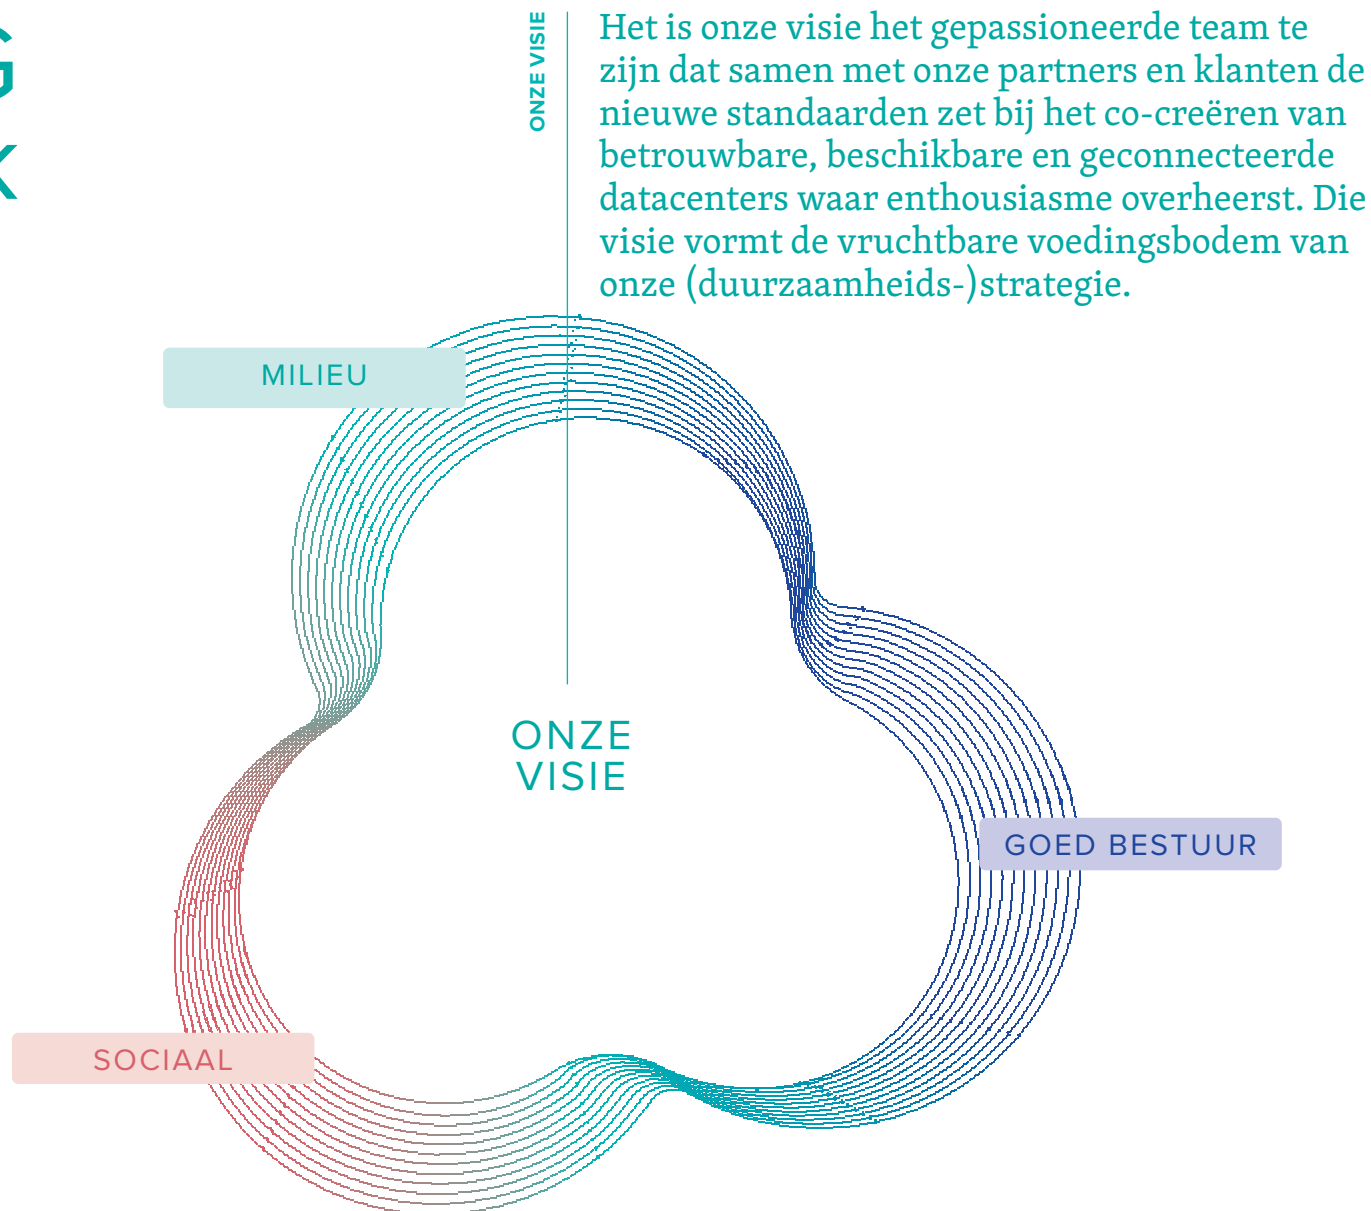 ONZE VISIE
Het is onze visie het gepassioneerde team te
zijn dat samen met onze partners en klanten de
nieuwe standaarden zet bij het co-creëren van
betrouwbare, beschikbare en geconnecteerde
datacenters waar enthousiasme overheerst. Die
visie vormt de vruchtbare voedingsbodem van
onze (duurzaamheids-)strategie.
MILIEU
ONZE
VISIE
GOED BESTUUR
SOCIAAL